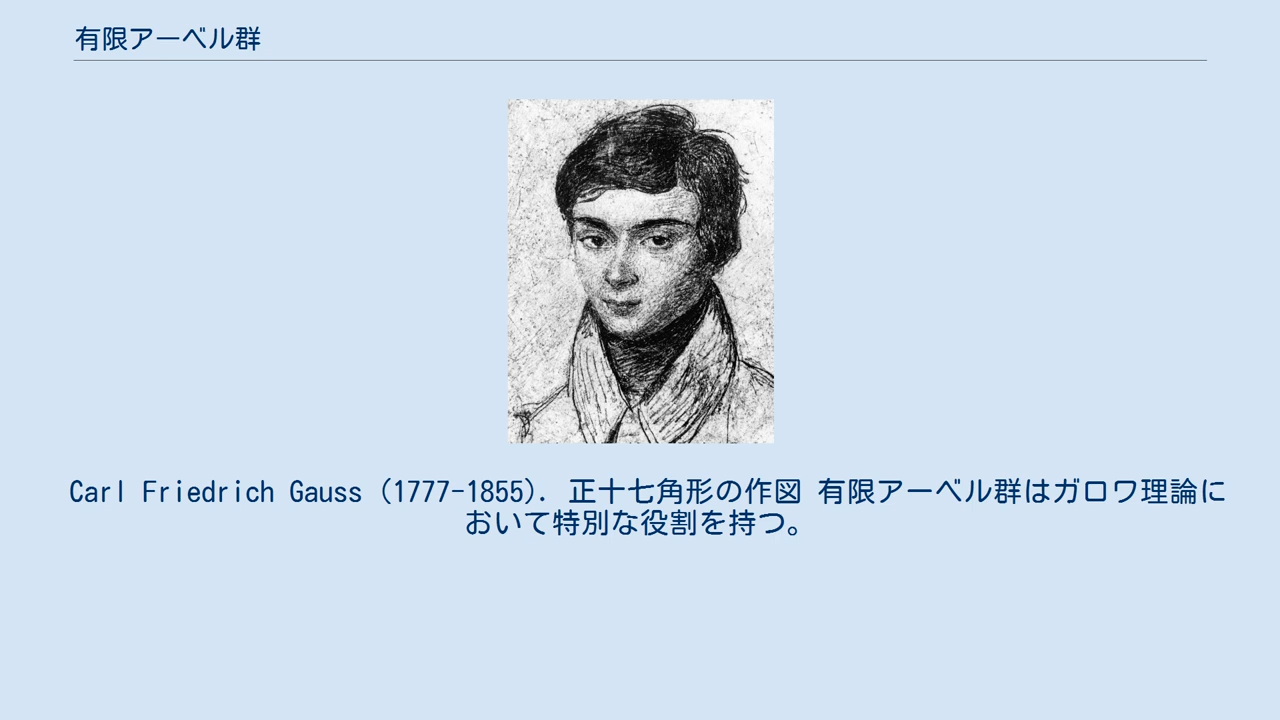 有限アーベル群
Carl Friedrich Gauss (1777-1855). 正十七角形の作図 有限アーベル群はガロワ理論に
おいて特別な役割を持つ。